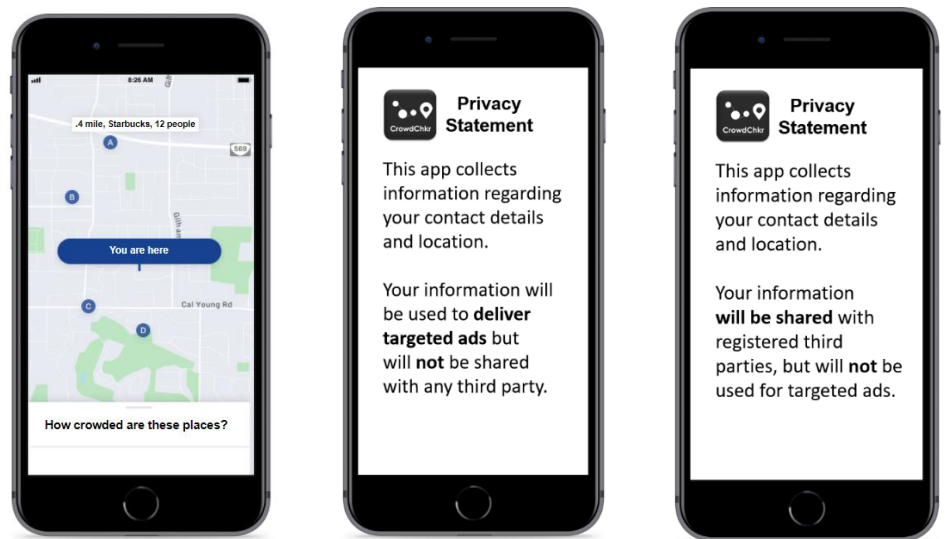 8:26 AM
.4 mile, Starbucks, 12 people
A
569
B
Gilham
You are here
C
Cal Young Rd
D
How crowded are these places?
CrowdChkr
Privacy
Statement
This app collects
information regarding
your contact details
and location.
Your information will
be used to deliver
targeted ads but
will not be shared
with any third party.
CrowdChkr
Privacy
Statement
This app collects
information regarding
your contact details
and location.
Your information
will be shared with
registered third
parties, but will not be
used for targeted ads.